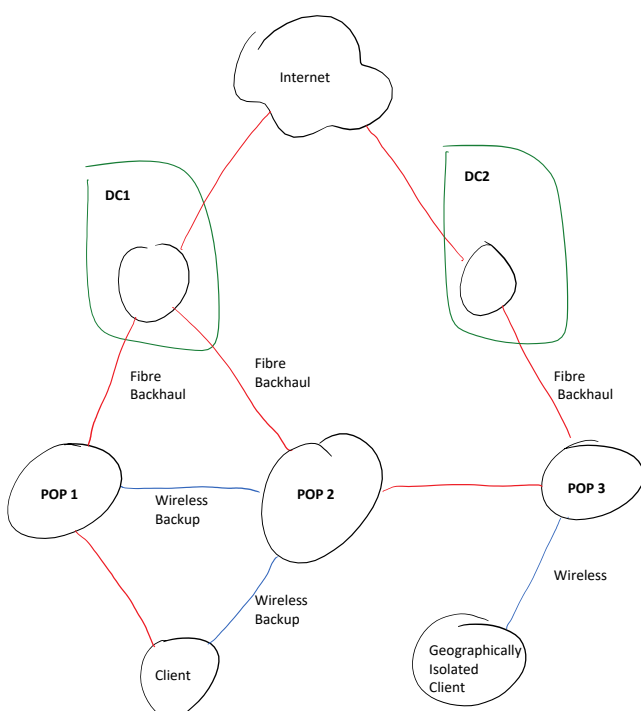 Internet
DC1
DC2
Fibre
Backhaul
Fibre
Backhaul
Fibre
Backhaul
POP 1
Wireless
Backup
POP 2
POP 3
Wireless
Wireless
Backup
Client
Geographically
Isolated
Client